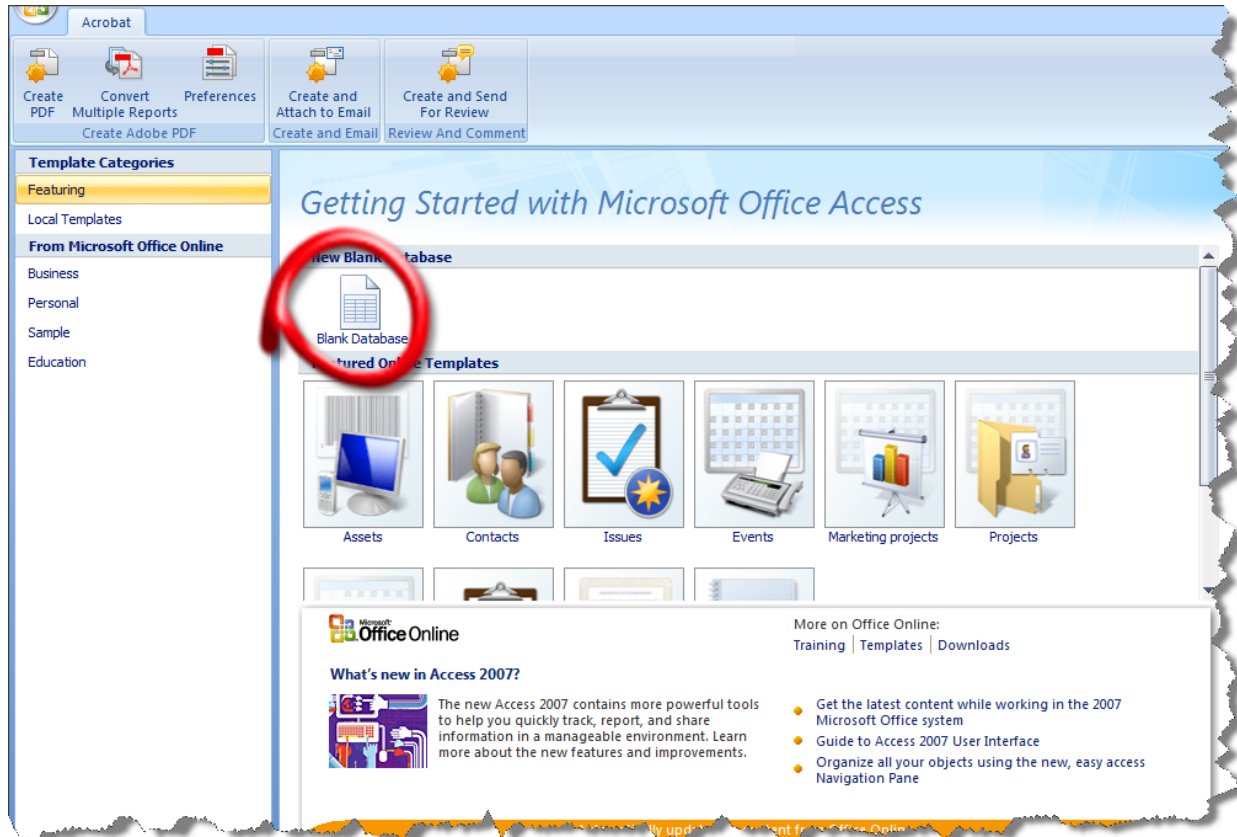 Acrobat
Create
PDF
Convert
Multiple Reports
Preferences
Create Adobe PDF
Create and
Attach to Email
Create and Email
Create and Send
For Review
Review And Comment
Template Categories
Featuring
Local Templates
From Microsoft Office Online
Business
Personal
Sample
Education
Getting Started with Microsoft Office Access
New Blank Database
Blank Database
Featured Online Templates
Assets
Contacts
Issues
Events
Marketing projects
Projects
Microsoft
Office Online
More on Office Online:
Training | Templates | Downloads
What's new in Access 2007?
The new Access 2007 contains more powerful tools
to help you quickly track, report, and share
information in a manageable environment. Learn
more about the new features and improvements.
Get the latest content while working in the 2007
Microsoft Office system
Guide to Access 2007 User Interface
Organize all your objects using the new, easy access
Navigation Pane